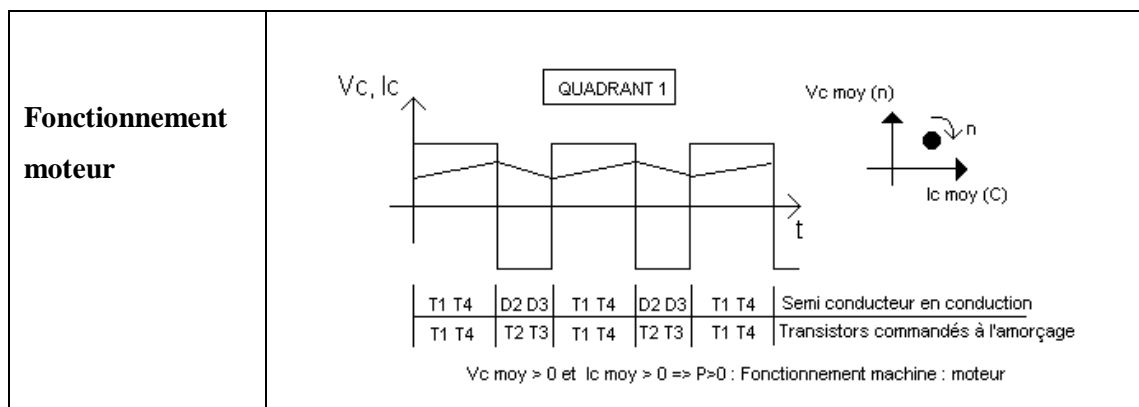 Fonctionnement
moteur
Vc, Ic
QUADRANT 1
Vc moy (n)
n
Ic moy (C)
t
T1 T4 D2 D3 T1 T4 D2 D3 T1 T4 Semi conducteur en conduction
T1 T4 T2 T3 T1 T4 T2 T3 T1 T4 Transistors commandés à l'amorçage
Vc moy > 0 et Ic moy > 0 => P>0 : Fonctionnement machine : moteur